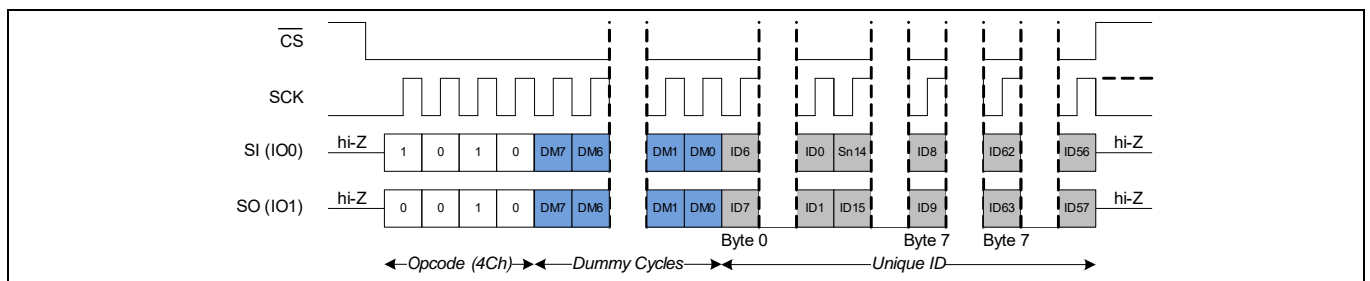 CS
SCK
SI (IO0) hi-Z 1 0 1 0 DM7 DM6 DM1 DM0 ID6 ID0 Sn14 ID8 ID62 ID56 hi-Z
SO (IO1) hi-Z 0 0 1 0 DM7 DM6 DM1 DM0 ID7 ID1 ID15 ID9 ID63 ID57 hi-Z
Byte 0 Byte 7 Byte 7
Opcode (4Ch) Dummy Cycles Unique ID